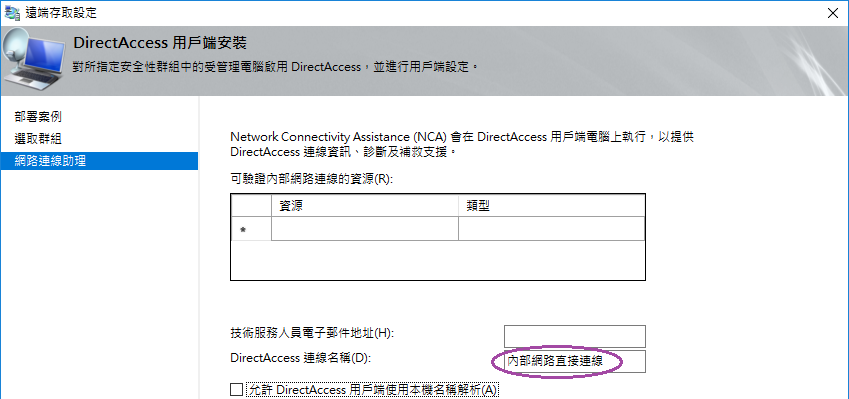 遠端存取設定
DirectAccess 用戶端安裝
對所指定安全性群組中的受管理電腦啟用 DirectAccess，並進行用戶端設定。
部署案例
選取群組
網路連線助理
Network Connectivity Assistance (NCA) 會在 DirectAccess 用戶端電腦上執行，以提供
DirectAccess 連線資訊、診斷及補救支援。
可驗證內部網路連線的資源(R):
資源 類型
*
技術服務人員電子郵件地址(H):
DirectAccess 連線名稱(D): 內部網路直接連線
允許 DirectAccess 用戶端使用本機名稱解析(A)